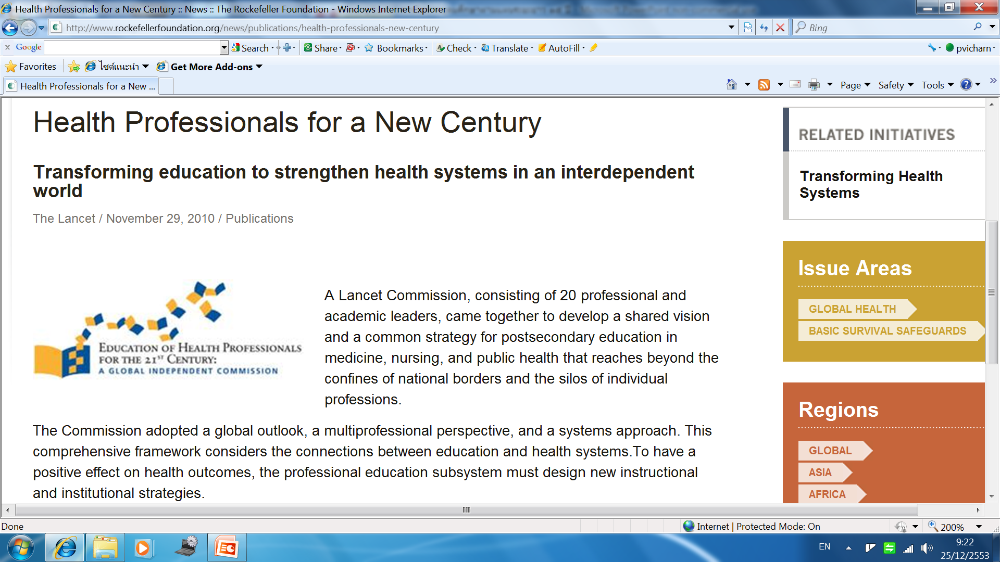 Health Professionals for a New Century :: News :: The Rockefeller Foundation - Windows Internet Explorer
http://www.rockefellerfoundation.org/news/publications/health-professionals-new-century
Bing
x Google Search Share Bookmarks Check Translate AutoFill pvicharn
Favorites ไซต์แนะนำ Get More Add-ons
Health Professionals for a New ... Page Safety Tools
Health Professionals for a New Century
Transforming education to strengthen health systems in an interdependent
world
The Lancet / November 29, 2010 / Publications
EDUCATION OF HEALTH PROFESSIONALS
FOR THE 21ST CENTURY:
A GLOBAL INDEPENDENT COMMISSION
A Lancet Commission, consisting of 20 professional and
academic leaders, came together to develop a shared vision
and a common strategy for postsecondary education in
medicine, nursing, and public health that reaches beyond the
confines of national borders and the silos of individual
professions.
The Commission adopted a global outlook, a multiprofessional perspective, and a systems approach. This
comprehensive framework considers the connections between education and health systems.To have a
positive effect on health outcomes, the professional education subsystem must design new instructional
and institutional strategies.
RELATED INITIATIVES
Transforming Health
Systems
Issue Areas
GLOBAL HEALTH
BASIC SURVIVAL SAFEGUARDS
Regions
GLOBAL
ASIA
AFRICA
Done
Internet | Protected Mode: On
200%
EN
9:22
25/12/2553